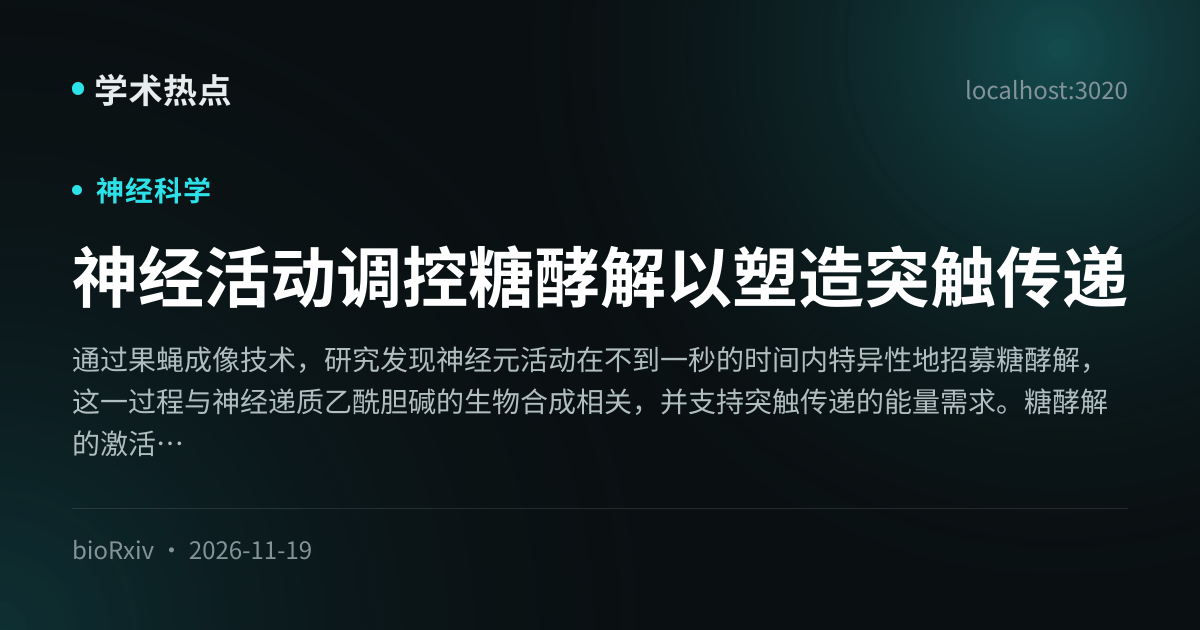 学术热点
localhost:3020
神经科学
神经活动调控糖酵解以塑造突触传递
通过果蝇成像技术，研究发现神经元活动在不到一秒的时间内特异性地招募糖酵解，
这一过程与神经递质乙酰胆碱的生物合成相关，并支持突触传递的能量需求。糖酵解
的激活…
bioRxiv • 2026-11-19